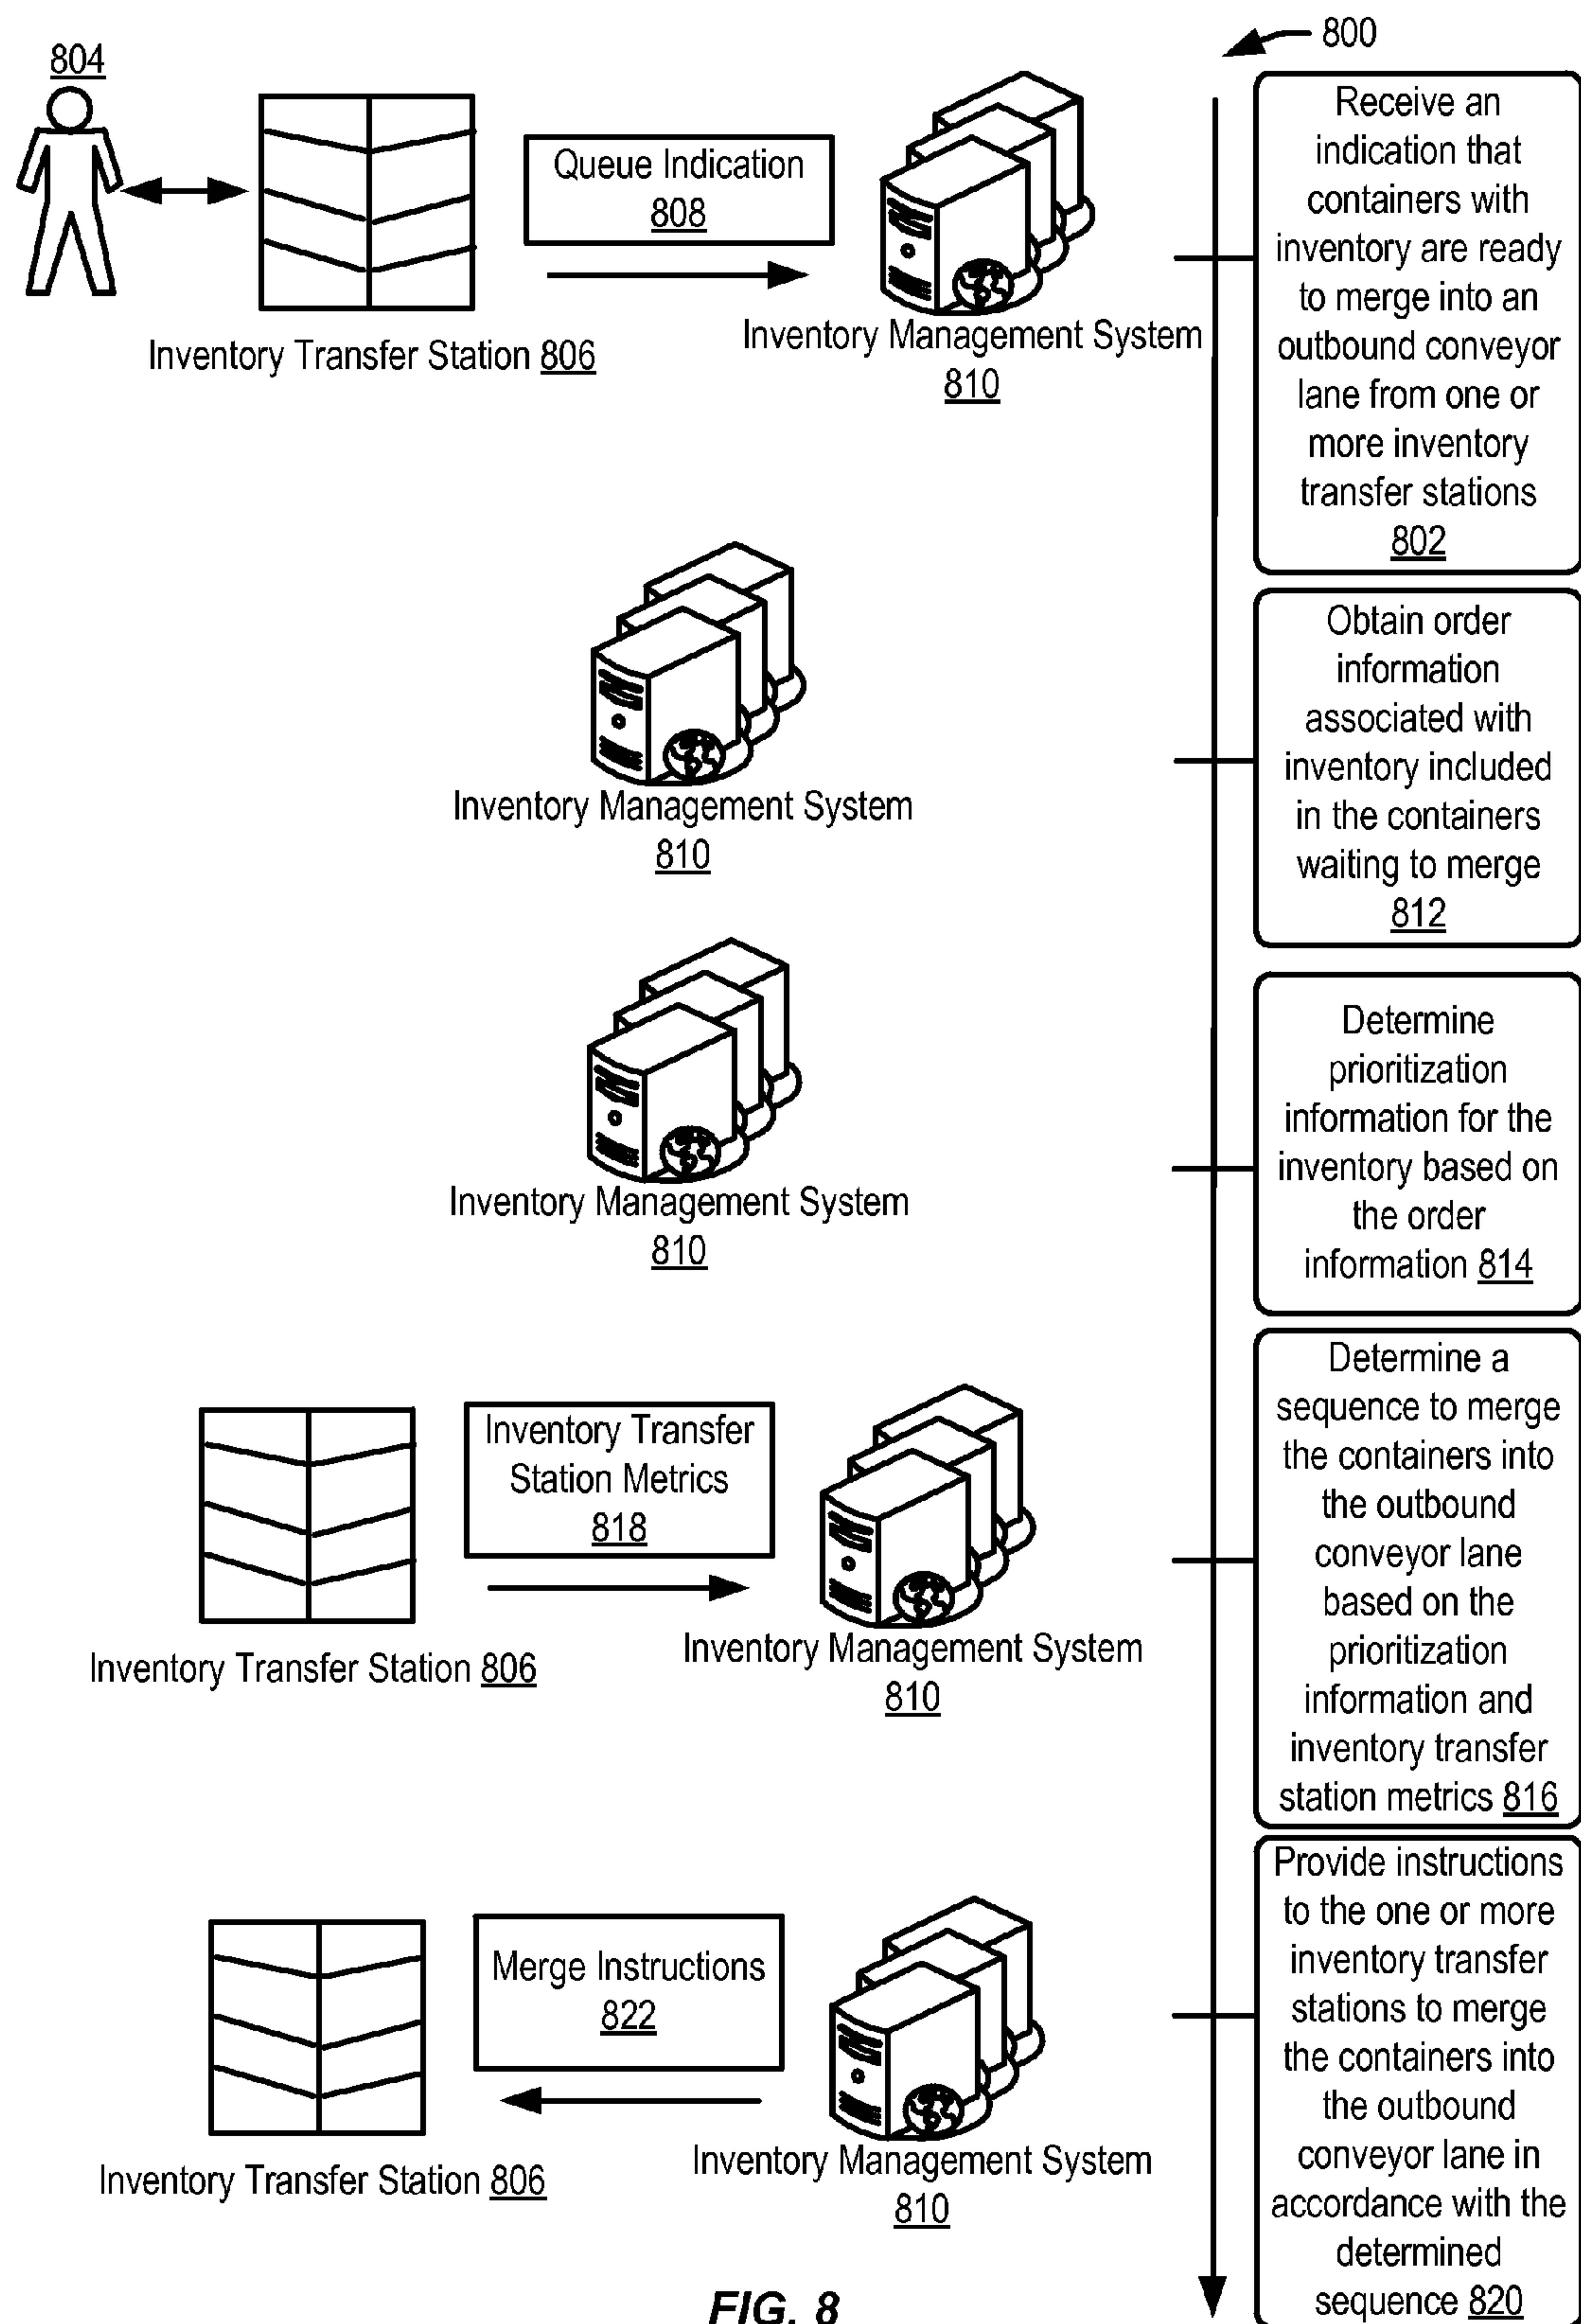 800
804
Queue Indication
808
Inventory Transfer Station 806
Inventory Management System
810
Receive an
indication that
containers with
inventory are ready
to merge into an
outbound conveyor
lane from one or
more inventory
transfer stations
802
Inventory Management System
810
Obtain order
information
associated with
inventory included
in the containers
waiting to merge
812
Inventory Management System
810
Determine
prioritization
information for the
inventory based on
the order
information 814
Inventory Transfer
Station Metrics
818
Inventory Transfer Station 806
Inventory Management System
810
Determine a
sequence to merge
the containers into
the outbound
conveyor lane
based on the
prioritization
information and
inventory transfer
station metrics 816
Merge Instructions
822
Inventory Transfer Station 806
Inventory Management System
810
Provide instructions
to the one or more
inventory transfer
stations to merge
the containers into
the outbound
conveyor lane in
accordance with the
determined
sequence 820
FIG. 8